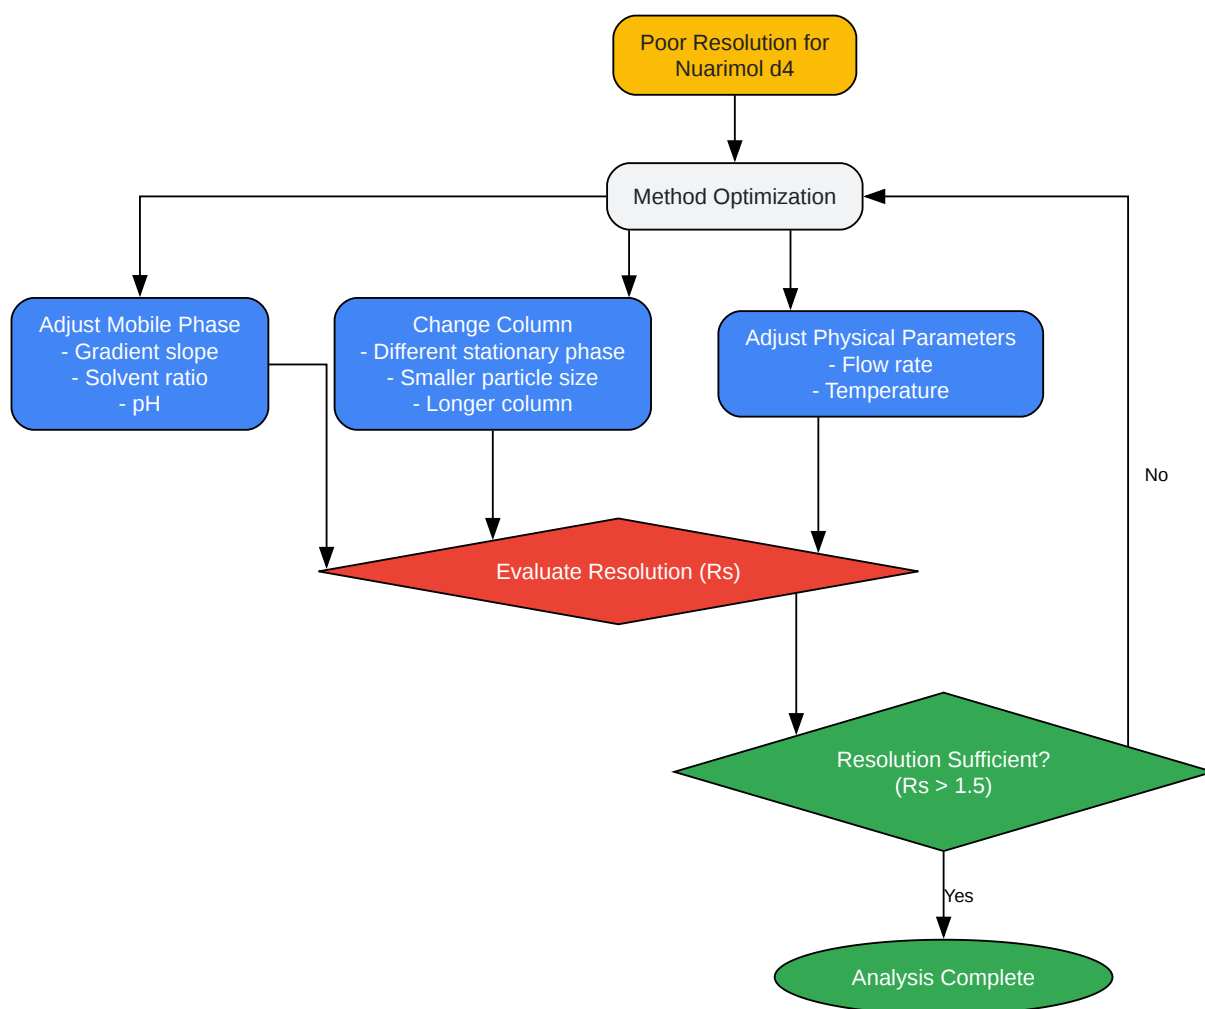 Poor Resolution for
Nuarimol d4
Method Optimization
Adjust Mobile Phase
- Gradient slope
- Solvent ratio
- pH
Change Column
- Different stationary phase
- Smaller particle size
- Longer column
Adjust Physical Parameters
- Flow rate
- Temperature
No
Evaluate Resolution (Rs)
Resolution Sufficient?
(Rs > 1.5)
Yes
Analysis Complete